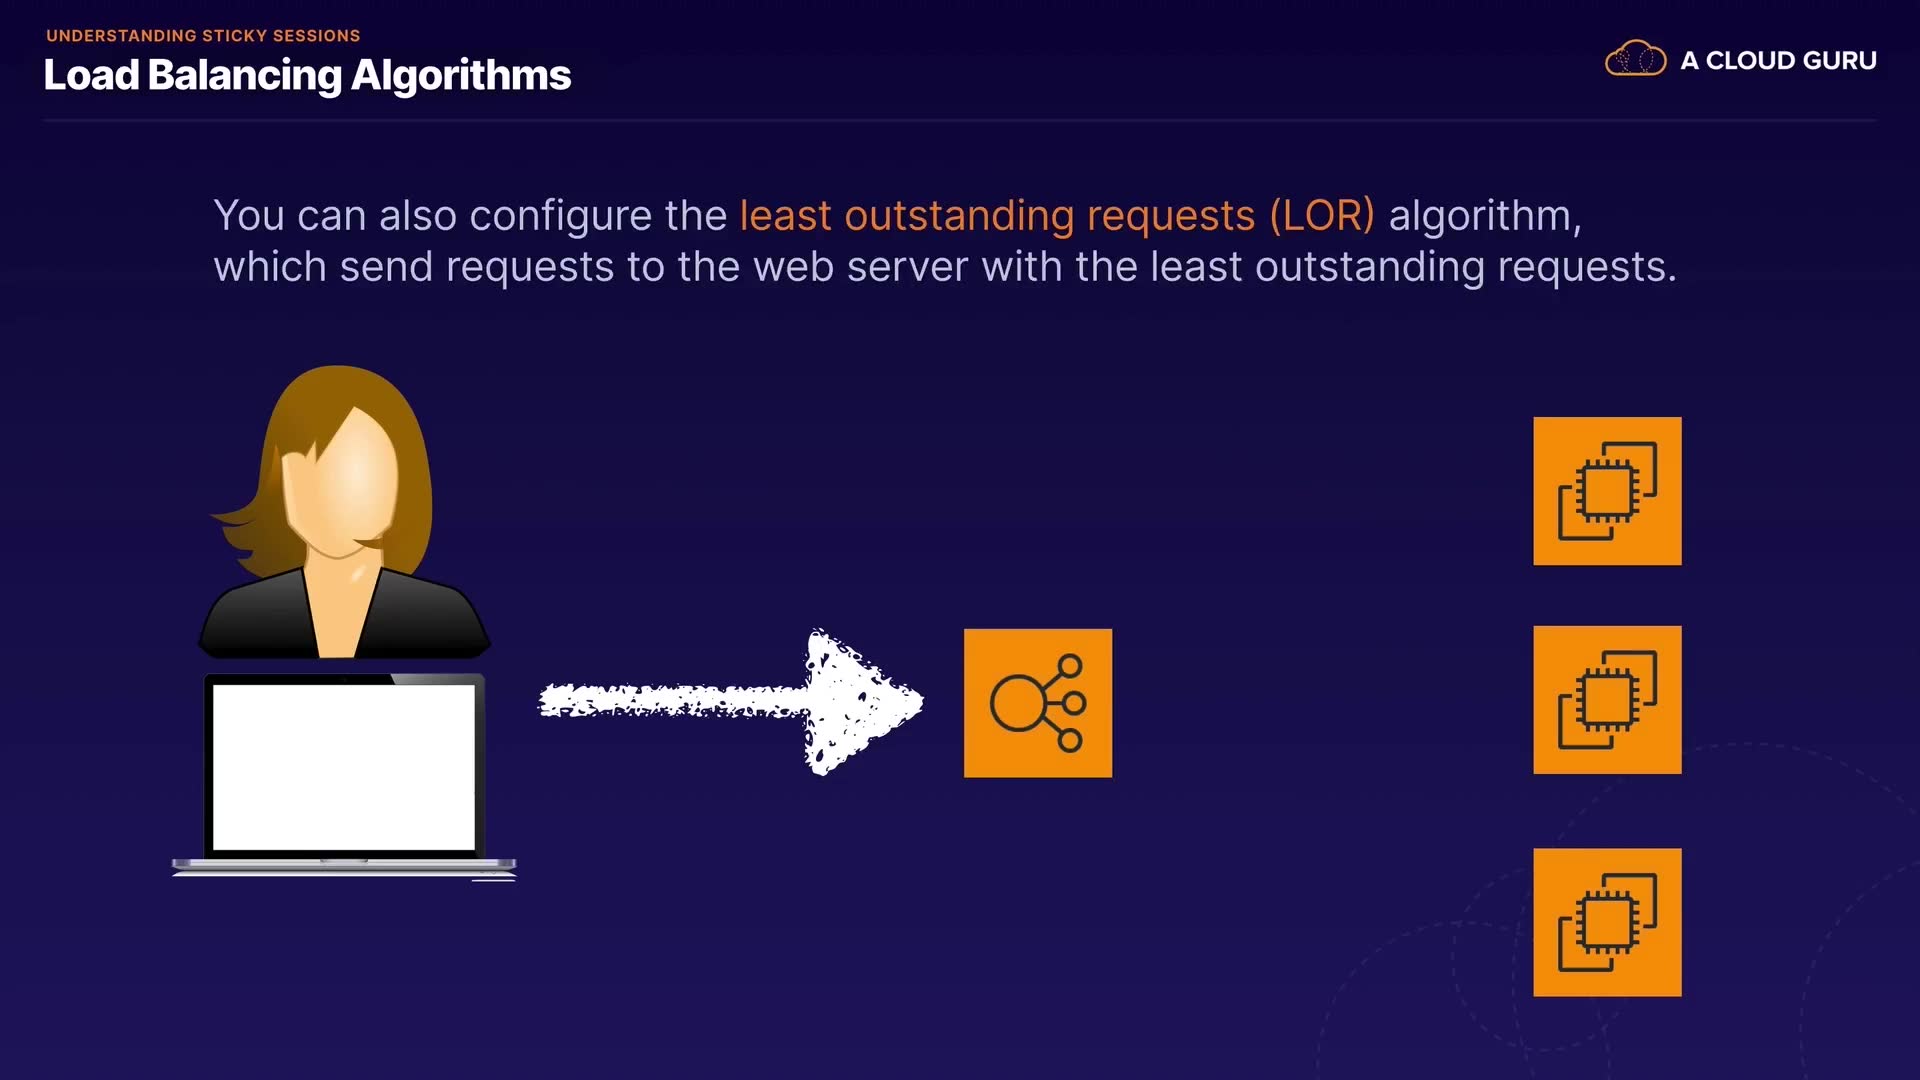 UNDERSTANDING STICKY SESSIONS
Load Balancing Algorithms
A CLOUD GURU
You can also configure the least outstanding requests (LOR) algorithm,
which send requests to the web server with the least outstanding requests.